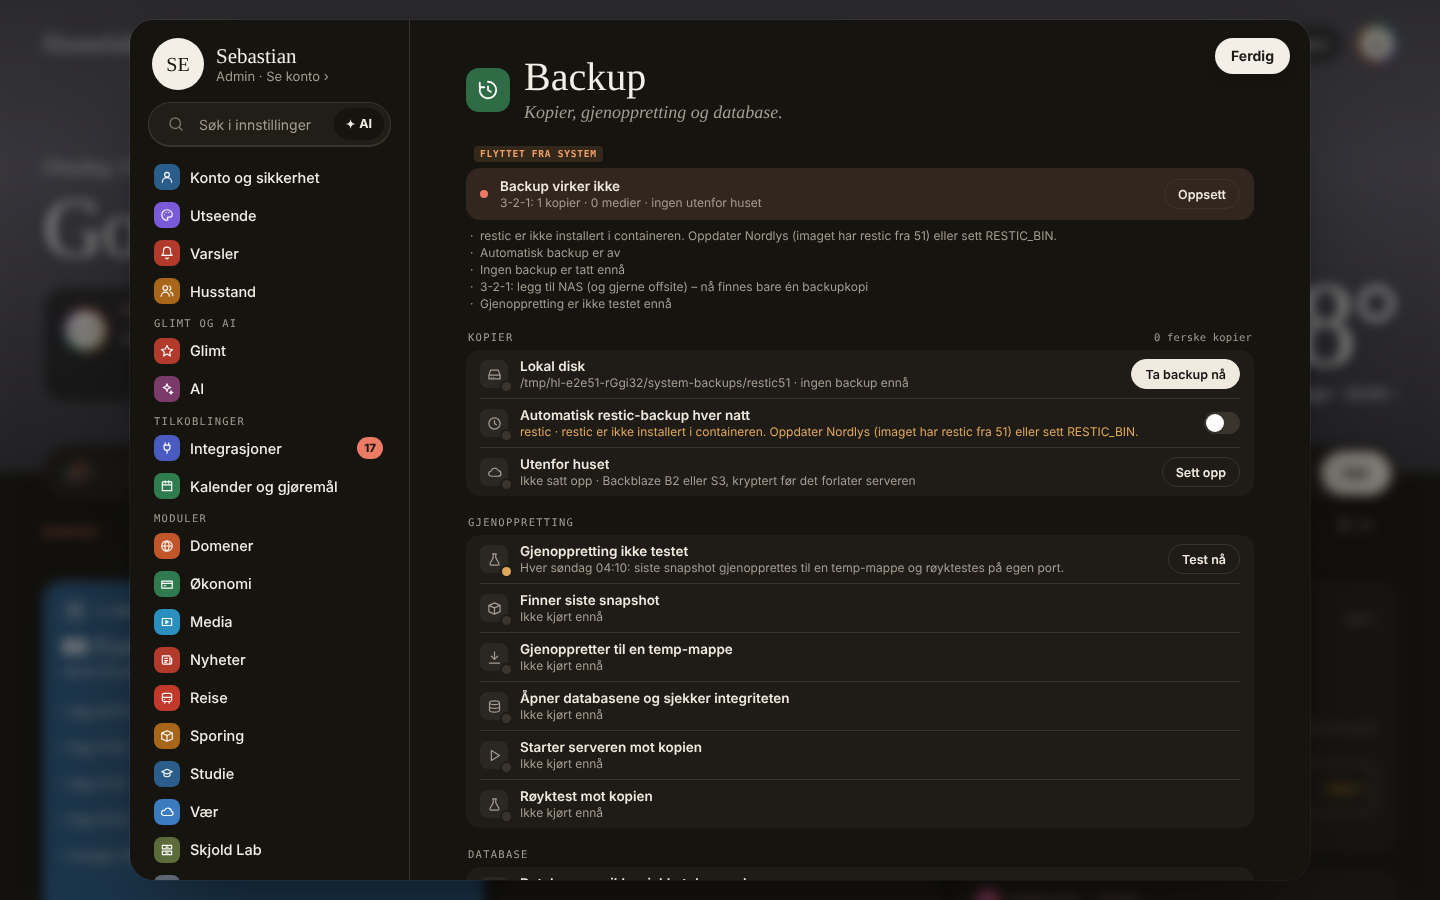 SE
Sebastian
Admin · Se konto ›
Søk i innstillinger
AI
Konto og sikkerhet
Utseende
Varsler
Husstand
GLIMT OG AI
Glimt
AI
TILKOBLINGER
Integrasjoner 17
Kalender og gjøremål
MODULER
Domener
Økonomi
Media
Nyheter
Reise
Sporing
Studie
Vær
Skjold Lab
Ferdig
Backup
Kopier, gjenoppretting og database.
FLYTTET FRA SYSTEM
Backup virker ikke
3-2-1: 1 kopier · 0 medier · ingen utenfor huset
Oppsett
· restic er ikke installert i containeren. Oppdater Nordlys (imaget har restic fra 51) eller sett RESTIC_BIN.
· Automatisk backup er av
· Ingen backup er tatt ennå
· 3-2-1: legg til NAS (og gjerne offsite) – nå finnes bare én backupkopi
· Gjenoppretting er ikke testet ennå
KOPIER 0 ferske kopier
Lokal disk
/tmp/hl-e2e51-rGgi32/system-backups/restic51 · ingen backup ennå
Ta backup nå
Automatisk restic-backup hver natt
restic · restic er ikke installert i containeren. Oppdater Nordlys (imaget har restic fra 51) eller sett RESTIC_BIN.
Utenfor huset
Ikke satt opp · Backblaze B2 eller S3, kryptert før det forlater serveren
Sett opp
GJENOPPRETTING
Gjenoppretting ikke testet
Hver søndag 04:10: siste snapshot gjenopprettes til en temp-mappe og røyktestes på egen port.
Test nå
Finner siste snapshot
Ikke kjørt ennå
Gjenoppretter til en temp-mappe
Ikke kjørt ennå
Åpner databasene og sjekker integriteten
Ikke kjørt ennå
Starter serveren mot kopien
Ikke kjørt ennå
Røyktest mot kopien
Ikke kjørt ennå
DATABASE
8°